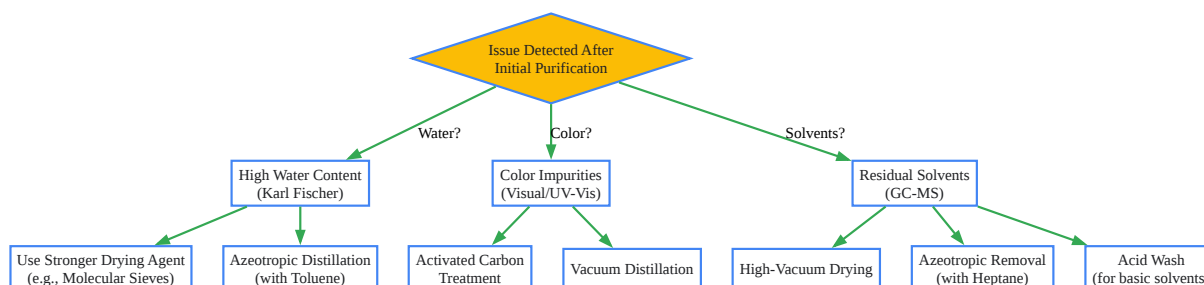 Issue Detected After
Initial Purification
Water?
Color?
Solvents?
High Water Content
(Karl Fischer)
Color Impurities
(Visual/UV-Vis)
Residual Solvents
(GC-MS)
Use Stronger Drying Agent
(e.g., Molecular Sieves)
Azeotropic Distillation
(with Toluene)
Activated Carbon
Treatment
Vacuum Distillation
High-Vacuum Drying
Azeotropic Removal
(with Heptane)
Acid Wash
(for basic solvents